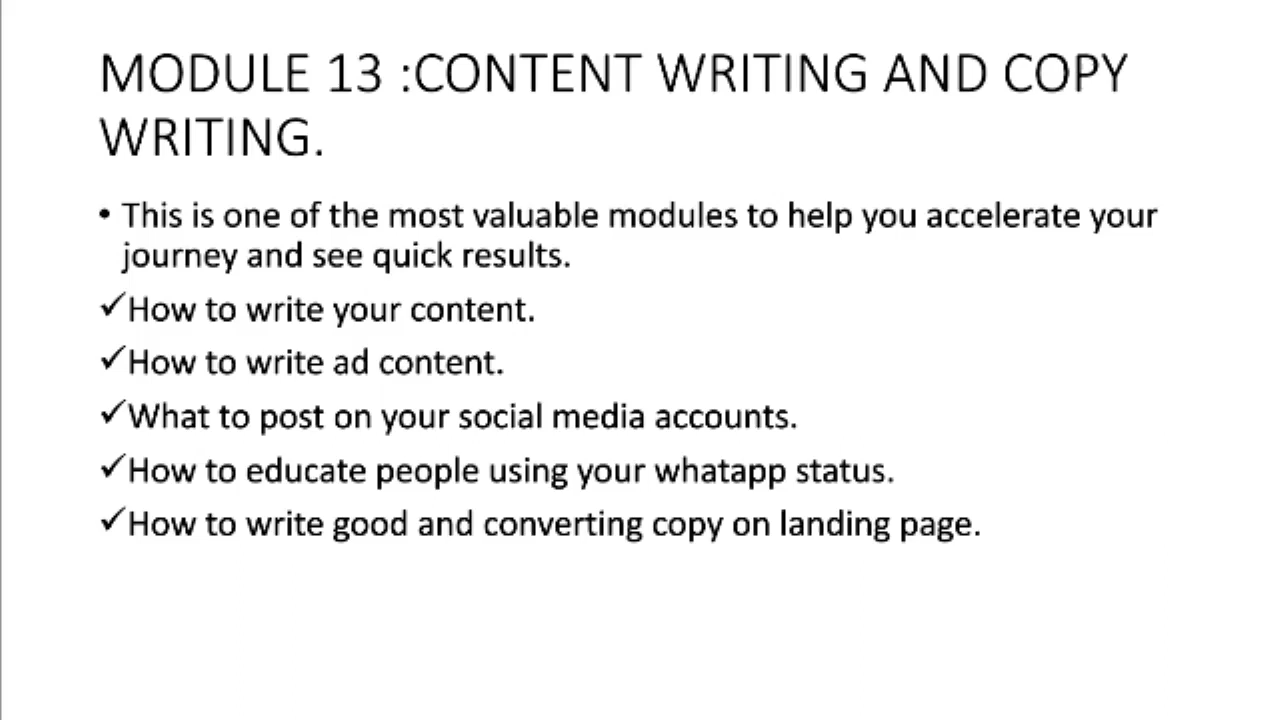 MODULE 13 :CONTENT WRITING AND COPY
WRITING.
• This is one of the most valuable modules to help you accelerate your
journey and see quick results.
✓How to write your content.
✓How to write ad content.
✓What to post on your social media accounts.
✓How to educate people using your whatapp status.
✓How to write good and converting copy on landing page.